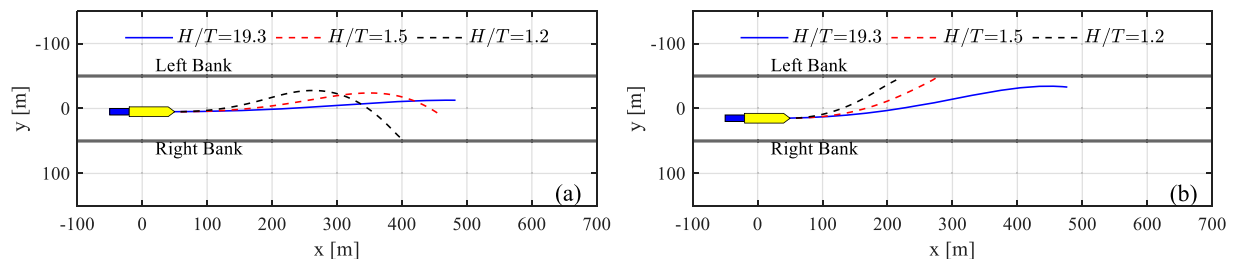 H/T=19.3 H/T=1.5 H/T=1.2
Left Bank
Right Bank
(a)
-100
0
100
y [m]
-100 0 100 200 300 400 500 600 700
x [m]
H/T=19.3 H/T=1.5 H/T=1.2
Left Bank
Right Bank
(b)
-100
0
100
y [m]
-100 0 100 200 300 400 500 600 700
x [m]